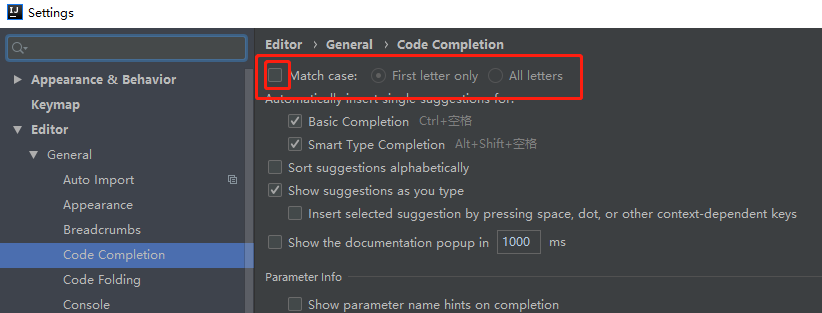 IJ Settings
Editor > General > Code Completion
Match case: First letter only All letters
Automatically insert single suggestions for:
Basic Completion Ctrl+空格
Smart Type Completion Alt+Shift+空格
Sort suggestions alphabetically
Show suggestions as you type
Insert selected suggestion by pressing space, dot, or other context-dependent keys
Show the documentation popup in 1000 ms
Parameter Info
Show parameter name hints on completion
Appearance & Behavior
Keymap
Editor
General
Auto Import
Appearance
Breadcrumbs
Code Completion
Code Folding
Console